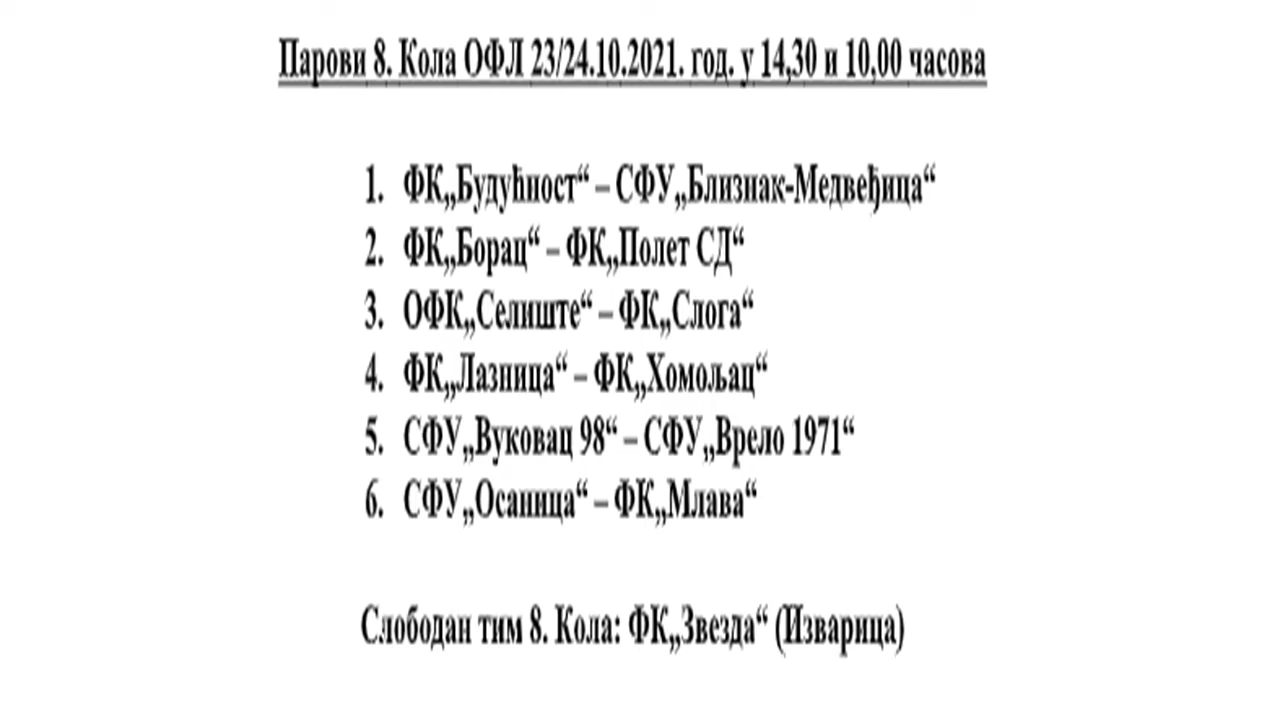 Парови 8. Кола ОФЛ 23/24.10.2021. год. у 14,30 и 10,00 часова
1. ФК„Будућност“ – СФУ„Близнак-Медвеђица“
2. ФК„Борац“ – ФК„Полет СД“
3. ОФК„Селиште“ – ФК„Слога“
4. ФК„Лазница“ – ФК„Хомољац“
5. СФУ„Вуковац 98“ – СФУ„Врело 1971“
6. СФУ„Осаница“ – ФК„Млава“
Слободан тим 8. Кола: ФК„Звезда“ (Изварица)